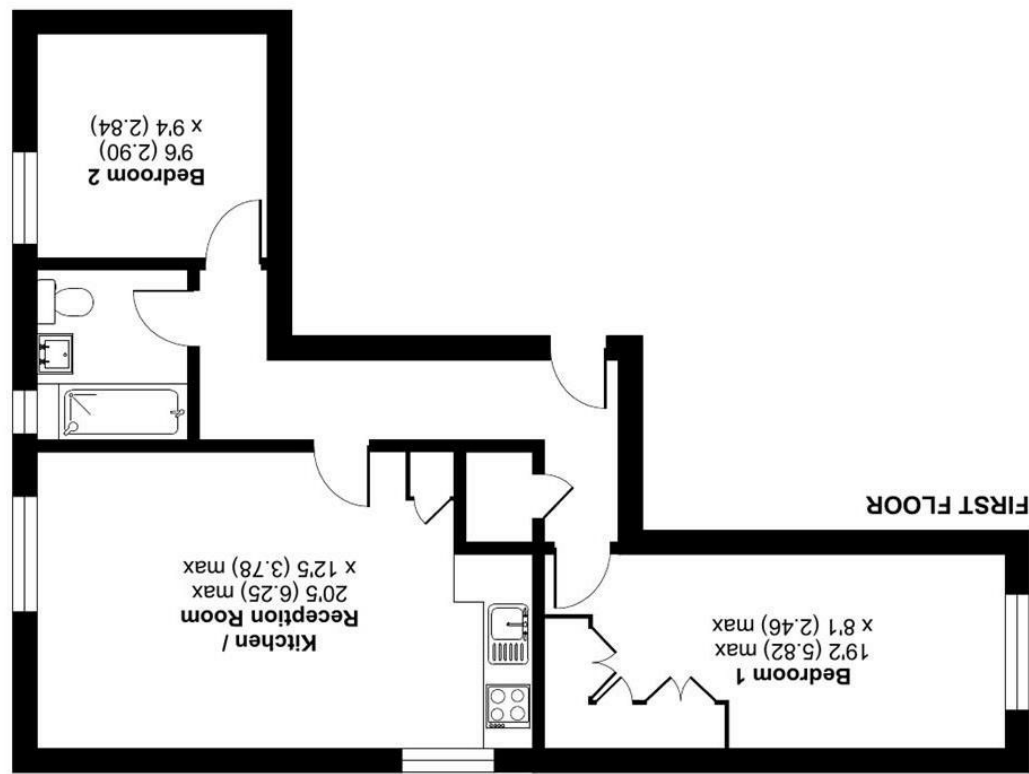 FIRST FLOOR
Bedroom 1
19'2 (5.82) max
x 8'1 (2.46) max
Kitchen /
Reception Room
20'5 (6.25) max
x 12'5 (3.78) max
Bedroom 2
9'6 (2.90)
x 9'4 (2.84)